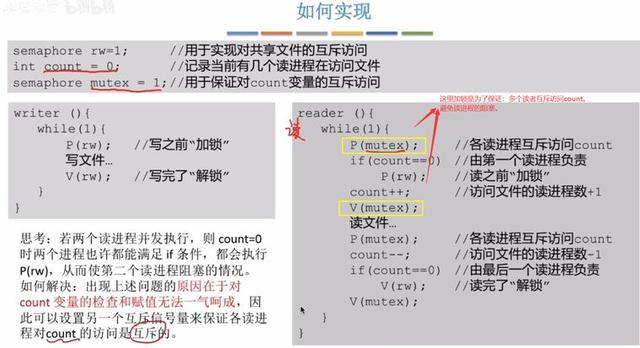 如何实现
semaphore rw=1; //用于实现对共享文件的互斥访问
int count = 0; //记录当前有几个读进程在访问文件
semaphore mutex = 1;//用于保证对count变量的互斥访问
writer (){
while(1){
P(rw); //写之前“加锁”
写文件…
V(rw); //写完了“解锁”
}
}
思考：若两个读进程并发执行，则 count=0
时两个进程也许都能满足 if 条件，都会执行
P(rw)，从而使第二个读进程阻塞的情况。
如何解决：出现上述问题的原因在于对
count 变量的检查和赋值无法一气呵成，因
此可以设置另一个互斥信号量来保证各读进
程对count 的访问是互斥的。
这里加锁是为了保证：多个读者互斥访问count,
避免读进程的阻塞。
读
reader (){
while(1){
P(mutex); //各读进程互斥访问count
if(count==0) //由第一个读进程负责
P(rw); //读之前“加锁”
count++; //访问文件的读进程数+1
V(mutex);
读文件…
P(mutex); //各读进程互斥访问count
count--; //访问文件的读进程数-1
if(count==0) //由最后一个读进程负责
V(rw); //读完了“解锁”
V(mutex);
}
}